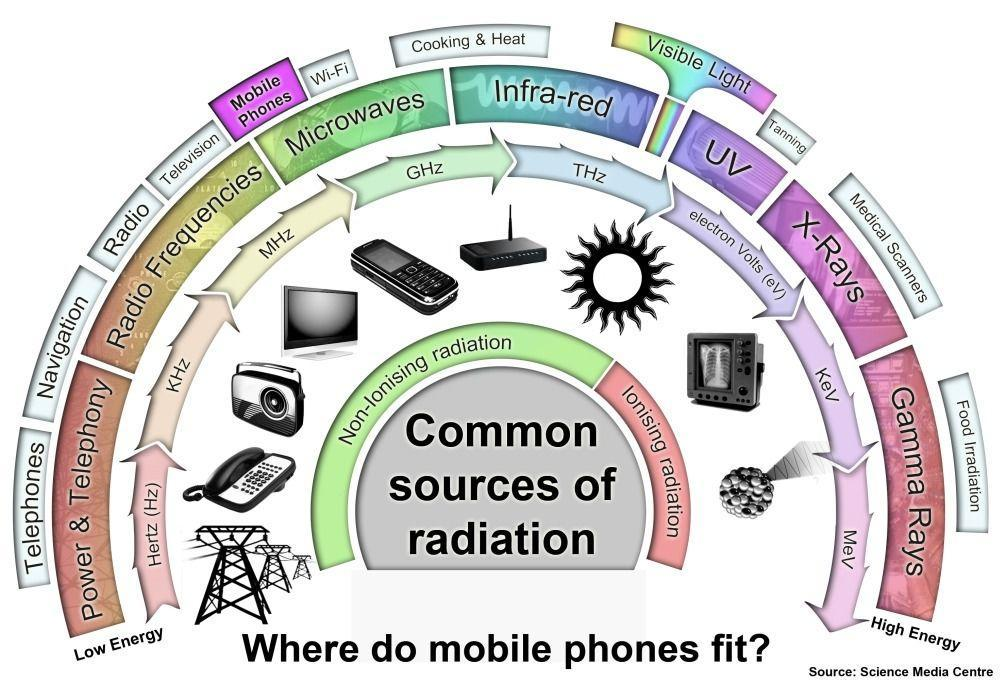 Telephones
Navigation
Radio
Television
Mobile
Phones
Wi-Fi
Cooking & Heat
Visible Light
Tanning
Medical Scanners
Food Irradiation
Power & Telephony
Radio Frequencies
Microwaves
Infra-red
UV
X-Rays
Gamma Rays
Hertz (Hz)
KHz
MHz
GHz
THz
electron Volts (eV)
KeV
MeV
Non-Ionising radiation
Ionising radiation
Common
sources of
radiation
Low Energy
High Energy
Where do mobile phones fit?
Source: Science Media Centre